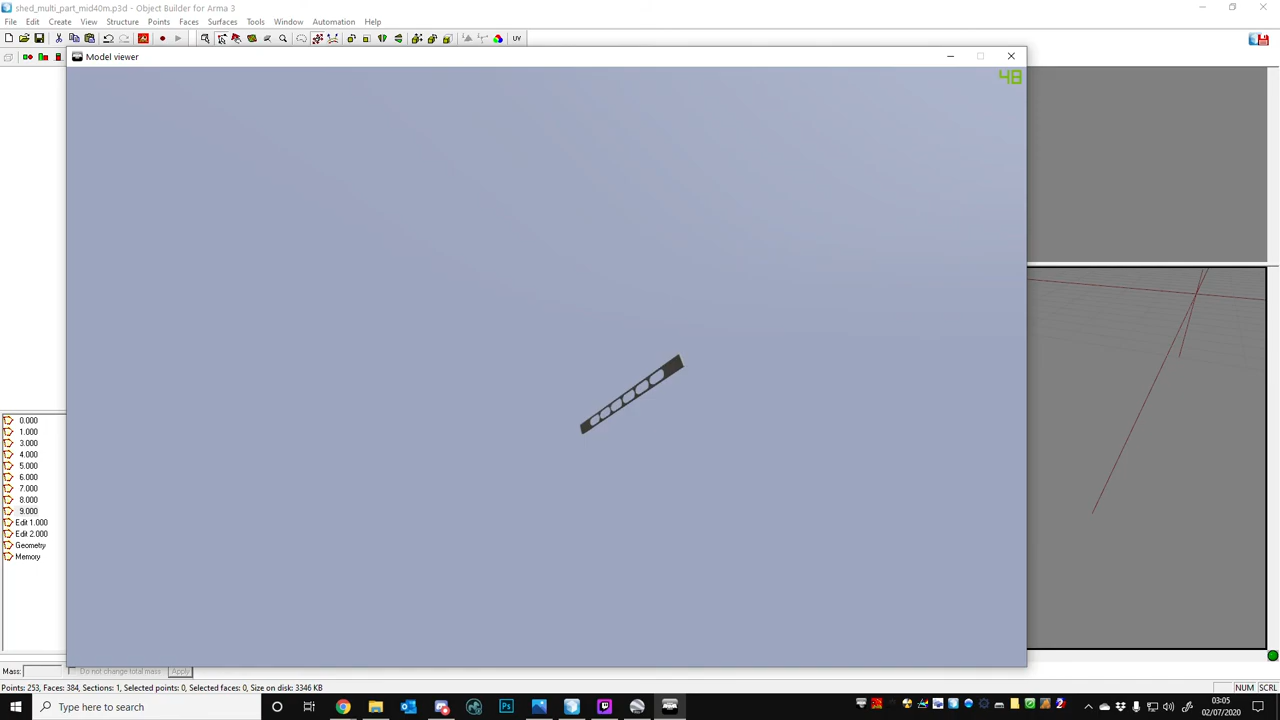 shed_multi_part_mid40m.p3d - Object Builder for Arma 3
File Edit Create View Structure Points Faces Surfaces Tools Window Automation Help
UV
Model viewer
48
0.000
1.000
3.000
4.000
5.000
6.000
7.000
8.000
9.000
Edit 1.000
Edit 2.000
Geometry
Memory
Mass: Do not change total mass Apply
Points: 253, Faces: 384, Sections: 1, Selected points: 0, Selected faces: 0, Size on disk: 3346 KB
NUM SCRL
Type here to search
Ps
03:05
02/07/2020